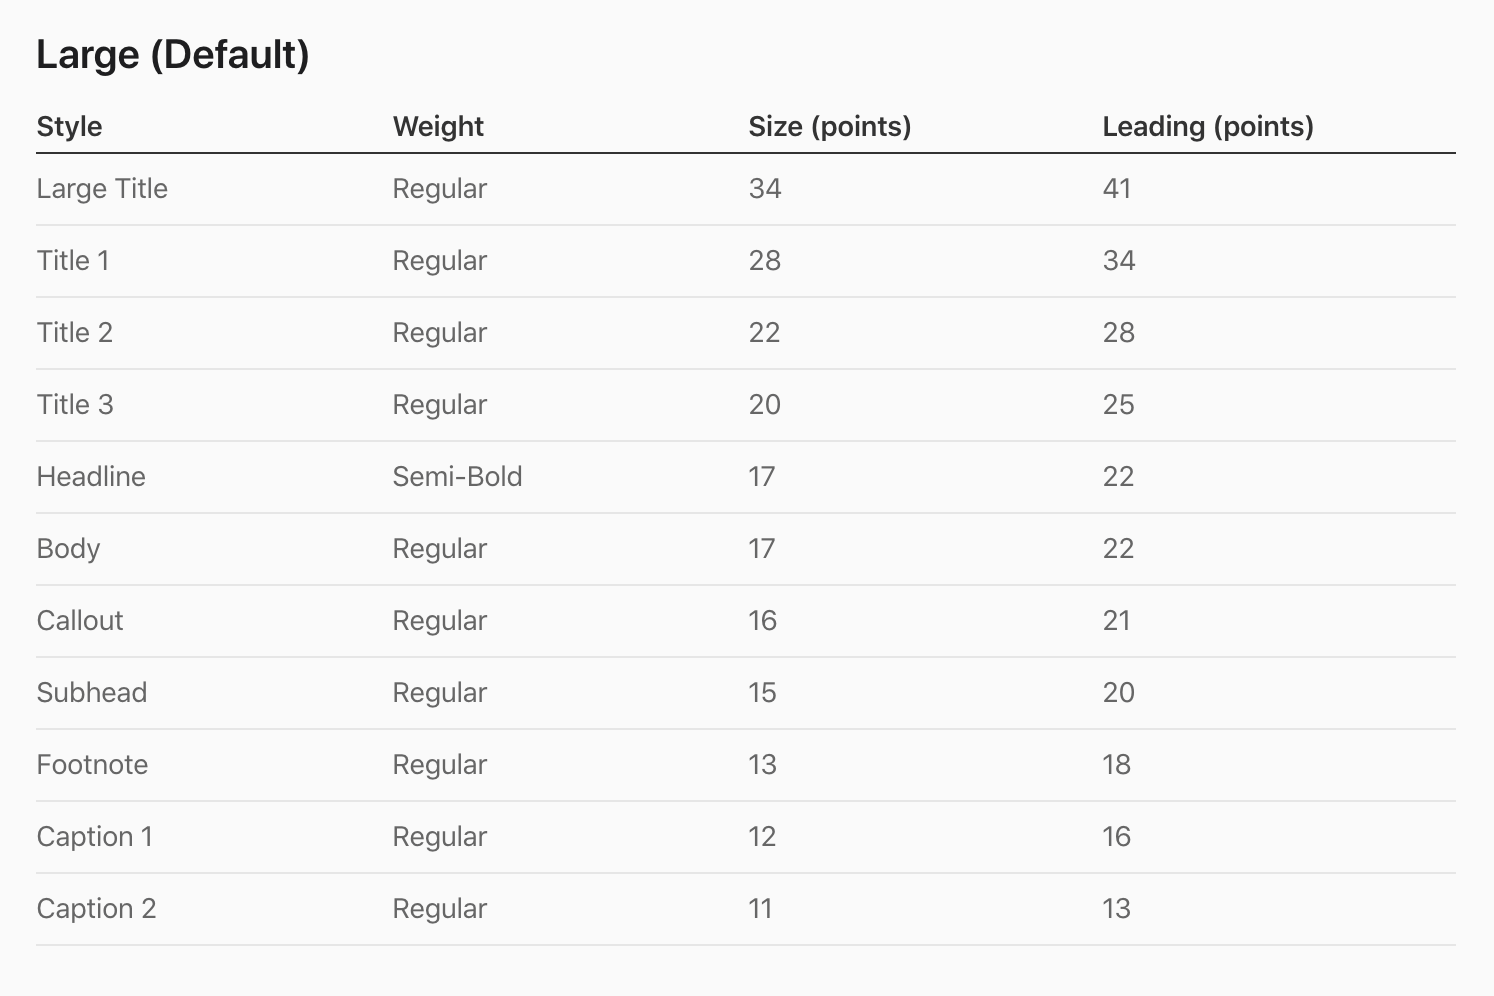 Large (Default)
Style Weight Size (points) Leading (points)
Large Title Regular 34 41
Title 1 Regular 28 34
Title 2 Regular 22 28
Title 3 Regular 20 25
Headline Semi-Bold 17 22
Body Regular 17 22
Callout Regular 16 21
Subhead Regular 15 20
Footnote Regular 13 18
Caption 1 Regular 12 16
Caption 2 Regular 11 13